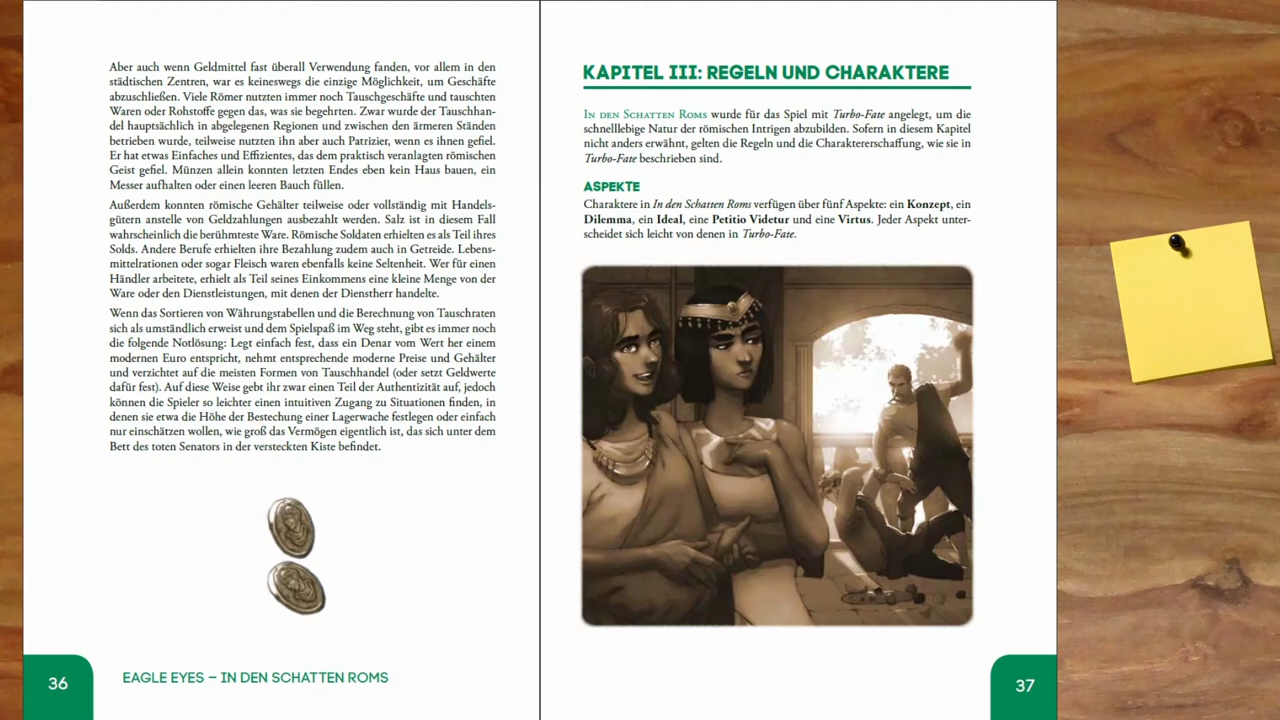 Aber auch wenn Geldmittel fast überall Verwendung fanden, vor allem in den
städtischen Zentren, war es keineswegs die einzige Möglichkeit, um Geschäfte
abzuschließen. Viele Römer nutzten immer noch Tauschgeschäfte und tauschten
Waren oder Rohstoffe gegen das, was sie begehrten. Zwar wurde der Tauschhan-
del hauptsächlich in abgelegenen Regionen und zwischen den ärmeren Ständen
betrieben wurde, teilweise nutzten ihn aber auch Patrizier, wenn es ihnen gefiel.
Er hat etwas Einfaches und Effizientes, das dem praktisch veranlagten römischen
Geist gefiel. Münzen allein konnten letzten Endes eben kein Haus bauen, ein
Messer aufhalten oder einen leeren Bauch füllen.
Außerdem konnten römische Gehälter teilweise oder vollständig mit Handels-
gütern anstelle von Geldzahlungen ausbezahlt werden. Salz ist in diesem Fall
wahrscheinlich die berühmteste Ware. Römische Soldaten erhielten es als Teil ihres
Solds. Andere Berufe erhielten ihre Bezahlung zudem auch in Getreide. Lebens-
mittelrationen oder sogar Fleisch waren ebenfalls keine Seltenheit. Wer für einen
Händler arbeitete, erhielt als Teil seines Einkommens eine kleine Menge von der
Ware oder den Dienstleistungen, mit denen der Dienstherr handelte.
Wenn das Sortieren von Währungstabellen und die Berechnung von Tauschraten
sich als umständlich erweist und dem Spielspaß im Weg steht, gibt es immer noch
die folgende Notlösung: Legt einfach fest, dass ein Denar vom Wert her einem
modernen Euro entspricht, nehmt entsprechende moderne Preise und Gehälter
und verzichtet auf die meisten Formen von Tauschhandel (oder setzt Geldwerte
dafür fest). Auf diese Weise gebt ihr zwar einen Teil der Authentizität auf, jedoch
können die Spieler so leichter einen intuitiven Zugang zu Situationen finden, in
denen sie etwa die Höhe der Bestechung einer Lagerwache festlegen oder einfach
nur einschätzen wollen, wie groß das Vermögen eigentlich ist, das sich unter dem
Bett des toten Senators in der versteckten Kiste befindet.
36
EAGLE EYES – IN DEN SCHATTEN ROMS
KAPITEL III: REGELN UND CHARAKTERE
In den Schatten Roms wurde für das Spiel mit Turbo-Fate angelegt, um die
schnelllebige Natur der römischen Intrigen abzubilden. Sofern in diesem Kapitel
nicht anders erwähnt, gelten die Regeln und die Charaktererschaffung, wie sie in
Turbo-Fate beschrieben sind.
ASPEKTE
Charaktere in In den Schatten Roms verfügen über fünf Aspekte: ein Konzept, ein
Dilemma, ein Ideal, eine Petitio Videtur und eine Virtus. Jeder Aspekt unter-
scheidet sich leicht von denen in Turbo-Fate.
37